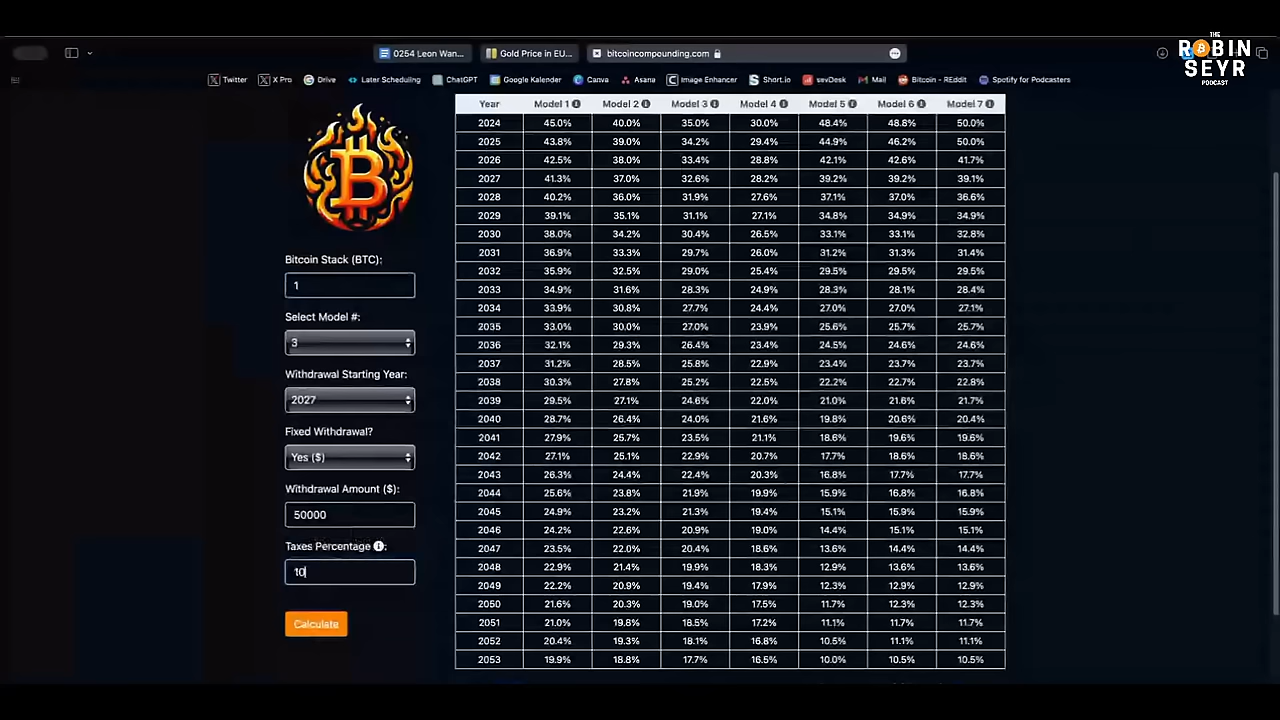 THE
ROBIN
SEYR
PODCAST
0254 Leon Wan...
Gold Price in EU...
bitcoincompounding.com
Twitter
X Pro
Drive
Later Scheduling
ChatGPT
Google Kalender
Canva
Asana
Image Enhancer
Short.io
sevDesk
Mail
Bitcoin - REddit
Spotify for Podcasters
Bitcoin Stack (BTC):
1
Select Model #:
3
Withdrawal Starting Year:
2027
Fixed Withdrawal?
Yes ($)
Withdrawal Amount ($):
50000
Taxes Percentage :
10
Calculate
Year Model 1 Model 2 Model 3 Model 4 Model 5 Model 6 Model 7
2024 45.0% 40.0% 35.0% 30.0% 48.4% 48.8% 50.0%
2025 43.8% 39.0% 34.2% 29.4% 44.9% 46.2% 50.0%
2026 42.5% 38.0% 33.4% 28.8% 42.1% 42.6% 41.7%
2027 41.3% 37.0% 32.6% 28.2% 39.2% 39.2% 39.1%
2028 40.2% 36.0% 31.9% 27.6% 37.1% 37.0% 36.6%
2029 39.1% 35.1% 31.1% 27.1% 34.8% 34.9% 34.9%
2030 38.0% 34.2% 30.4% 26.5% 33.1% 33.1% 32.8%
2031 36.9% 33.3% 29.7% 26.0% 31.2% 31.3% 31.4%
2032 35.9% 32.5% 29.0% 25.4% 29.5% 29.5% 29.5%
2033 34.9% 31.6% 28.3% 24.9% 28.3% 28.1% 28.4%
2034 33.9% 30.8% 27.7% 24.4% 27.0% 27.0% 27.1%
2035 33.0% 30.0% 27.0% 23.9% 25.6% 25.7% 25.7%
2036 32.1% 29.3% 26.4% 23.4% 24.5% 24.6% 24.6%
2037 31.2% 28.5% 25.8% 22.9% 23.4% 23.7% 23.7%
2038 30.3% 27.8% 25.2% 22.5% 22.2% 22.7% 22.8%
2039 29.5% 27.1% 24.6% 22.0% 21.0% 21.6% 21.7%
2040 28.7% 26.4% 24.0% 21.6% 19.8% 20.6% 20.4%
2041 27.9% 25.7% 23.5% 21.1% 18.6% 19.6% 19.6%
2042 27.1% 25.1% 22.9% 20.7% 17.7% 18.6% 18.6%
2043 26.3% 24.4% 22.4% 20.3% 16.8% 17.7% 17.7%
2044 25.6% 23.8% 21.9% 19.9% 15.9% 16.8% 16.8%
2045 24.9% 23.2% 21.3% 19.4% 15.1% 15.9% 15.9%
2046 24.2% 22.6% 20.9% 19.0% 14.4% 15.1% 15.1%
2047 23.5% 22.0% 20.4% 18.6% 13.6% 14.4% 14.4%
2048 22.9% 21.4% 19.9% 18.3% 12.9% 13.6% 13.6%
2049 22.2% 20.9% 19.4% 17.9% 12.3% 12.9% 12.9%
2050 21.6% 20.3% 19.0% 17.5% 11.7% 12.3% 12.3%
2051 21.0% 19.8% 18.5% 17.2% 11.1% 11.7% 11.7%
2052 20.4% 19.3% 18.1% 16.8% 10.5% 11.1% 11.1%
2053 19.9% 18.8% 17.7% 16.5% 10.0% 10.5% 10.5%